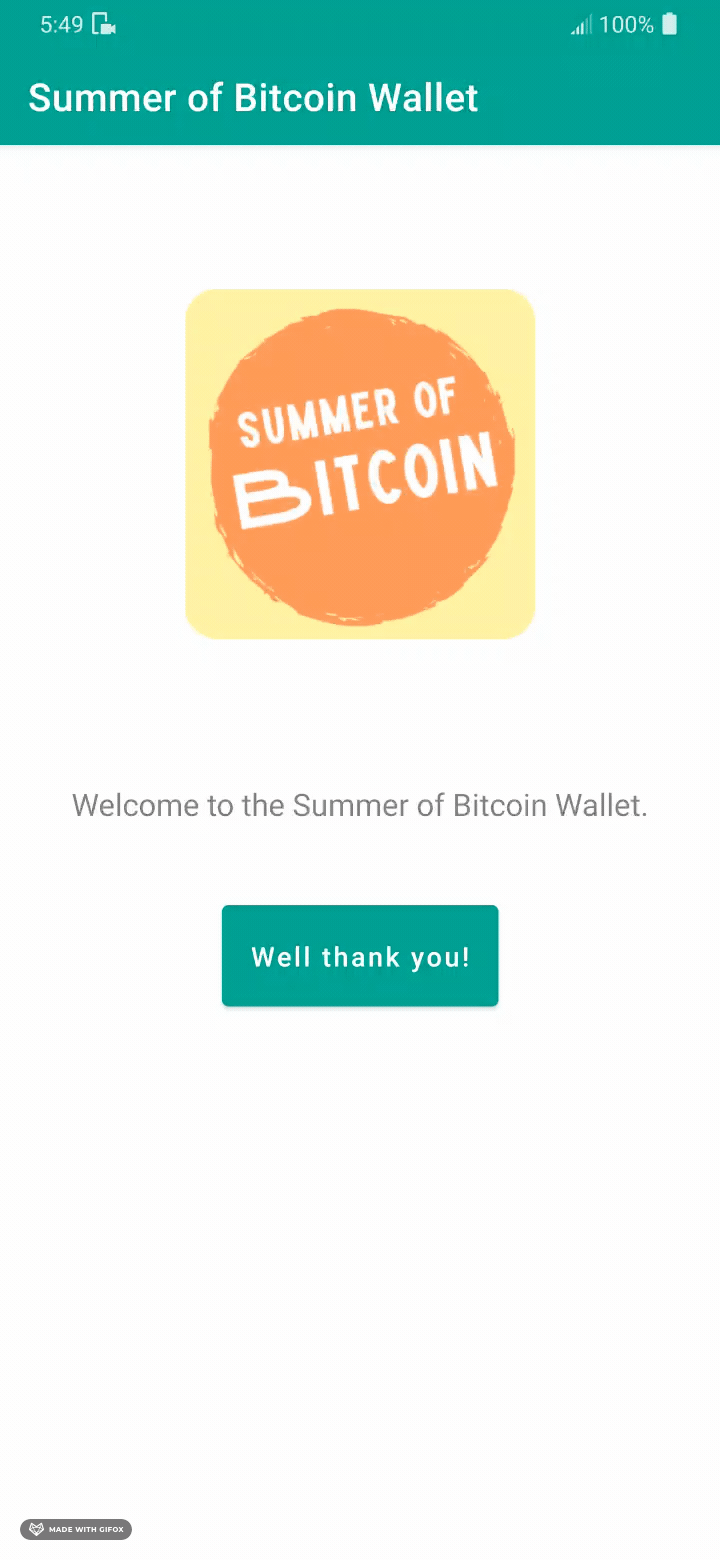 5:49
100%
Summer of Bitcoin Wallet
SUMMER OF
BITCOIN
Welcome to the Summer of Bitcoin Wallet.
Well thank you!
MADE WITH GIFOX